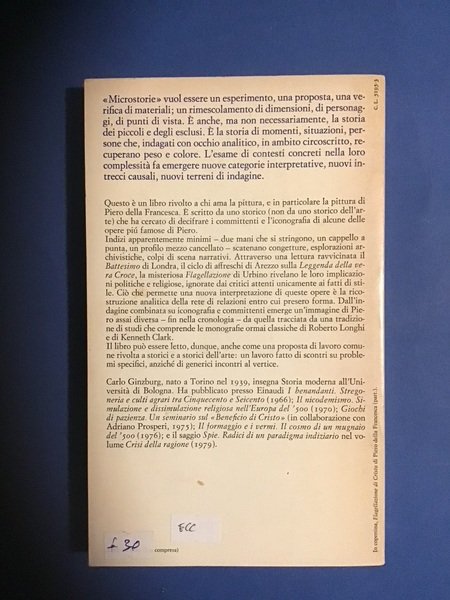 «Microstorie» vuol essere un esperimento, una proposta, una ve-
rifica di materiali; un rimescolamento di dimensioni, di personag-
gi, di punti di vista. È anche, ma non necessariamente, la storia
dei piccoli e degli esclusi. È la storia di momenti, situazioni, per-
sone che, indagati con occhio analitico, in ambito circoscritto, re-
cuperano peso e colore. L'esame di contesti concreti nella loro
complessità fa emergere nuove categorie interpretative, nuovi in-
trecci causali, nuovi terreni di indagine.
Questo è un libro rivolto a chi ama la pittura, e in particolare la pittura di
Piero della Francesca. È scritto da uno storico (non da uno storico dell'ar-
te) che ha cercato di decifrare i committenti e l'iconografia di alcune delle
opere piú famose di Piero.
Indizi apparentemente minimi – due mani che si stringono, un cappello a
punta, un profilo mezzo cancellato – scatenano congetture, esplorazioni ar-
chivistiche, colpi di scena narrativi. Attraverso una lettura ravvicinata il
Battesimo di Londra, il ciclo di affreschi di Arezzo sulla Leggenda della ve-
ra Croce, la misteriosa Flagellazione di Urbino rivelano le loro implicazio-
ni politiche e religiose, ignorate dai critici attenti unicamente ai fatti di sti-
le. Ciò che permette una nuova interpretazione di queste opere è la rico-
struzione analitica della rete di relazioni entro cui presero forma. Dall'in-
dagine combinata su iconografia e committenti emerge un'immagine di Pie-
ro assai diversa – fin nella cronologia – da quella tracciata da una tradizio-
ne di studi che comprende le monografie ormai classiche di Roberto Longhi
e di Kenneth Clark.
Il libro può essere letto, dunque, anche come una proposta di lavoro comu-
ne rivolta a storici e a storici dell'arte: un lavoro fatto di scontri su proble-
mi specifici, anziché di generici incontri al vertice.
Carlo Ginzburg, nato a Torino nel 1939, insegna Storia moderna all'Uni-
versità di Bologna. Ha pubblicato presso Einaudi I benandanti. Strego-
neria e culti agrari tra Cinquecento e Seicento (1966); Il nicodemismo. Si-
mulazione e dissimulazione religiosa nell'Europa del '500 (1970); Giochi
di pazienza. Un seminario sul «Beneficio di Cristo» (in collaborazione con
Adriano Prosperi, 1975); Il formaggio e i vermi. Il cosmo di un mugnaio
del '500 (1976); e il saggio Spie. Radici di un paradigma indiziario nel vo-
lume Crisi della ragione (1979).
ECC
£ 30
compresa)
In copertina, Flagellazione di Cristo di Piero della Francesca (part.).